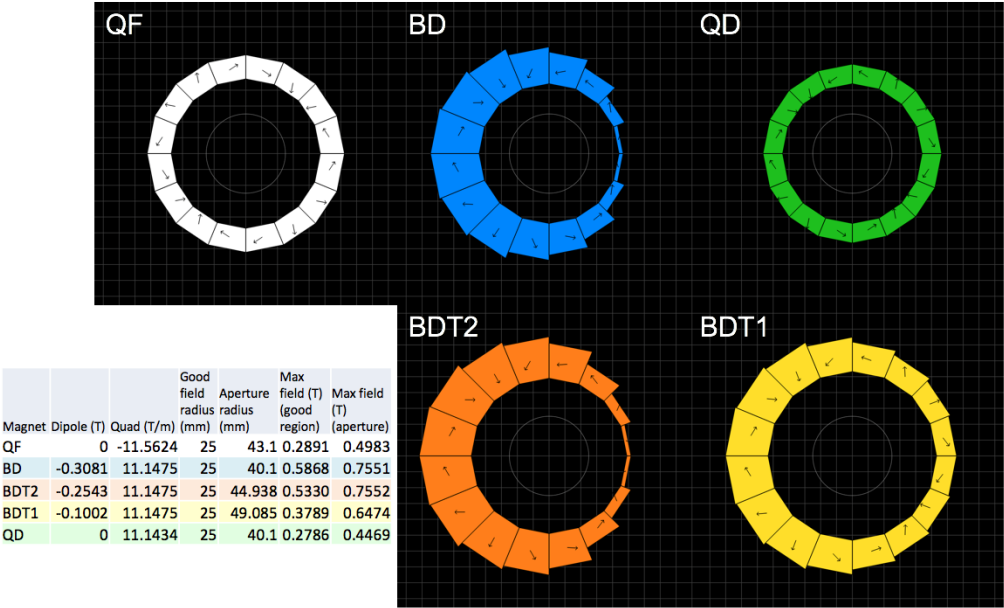 QF BD QD
BDT2 BDT1
Magnet Dipole (T) Quad (T/m) Good field radius (mm) Aperture radius (mm) Max field (T) (good region) Max field (T) (aperture)
QF 0 -11.5624 25 43.1 0.2891 0.4983
BD -0.3081 11.1475 25 40.1 0.5868 0.7551
BDT2 -0.2543 11.1475 25 44.938 0.5330 0.7552
BDT1 -0.1002 11.1475 25 49.085 0.3789 0.6474
QD 0 11.1434 25 40.1 0.2786 0.4469